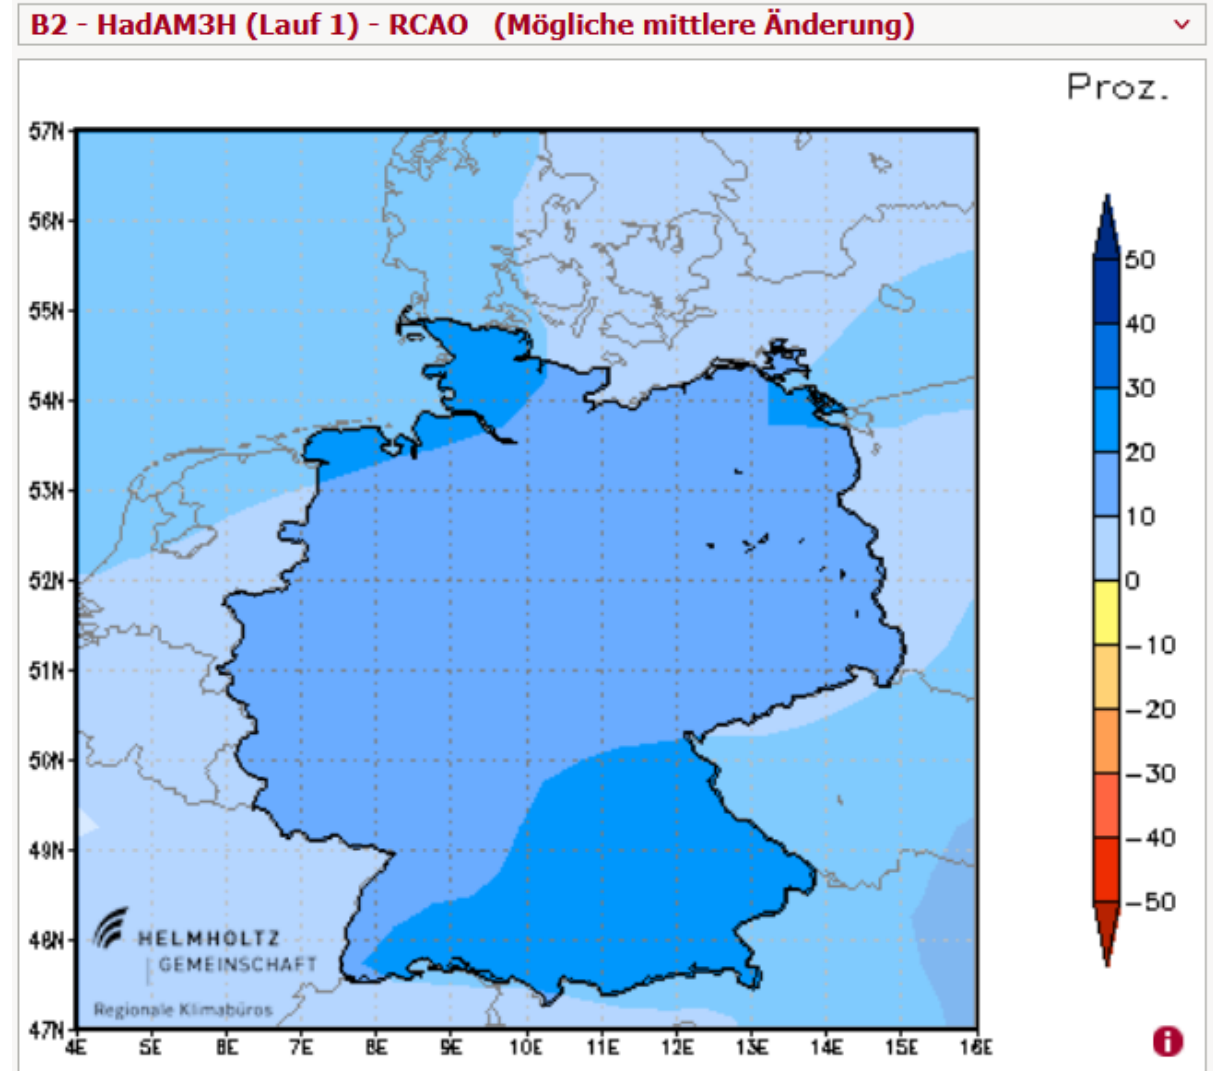 B2 - HadAM3H (Lauf 1) - RCAO (Mögliche mittlere Änderung)
Proz.
57N
56N
55N
54N
53N
52N
51N
50N
49N
48N
47N
4E 5E 6E 7E 8E 9E 10E 11E 12E 13E 14E 15E 16E
50
40
30
20
10
0
-10
-20
-30
-40
-50
HELMHOLTZ
GEMEINSCHAFT
Regionale Klimabüros
i